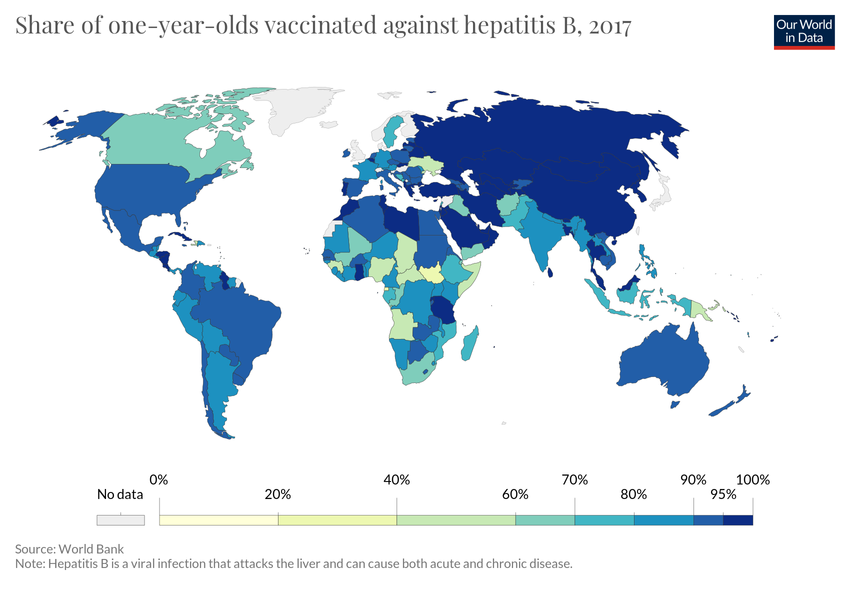 Share of one-year-olds vaccinated against hepatitis B, 2017
Our World
in Data
No data
0%
20%
40%
60%
70%
80%
90%
95%
100%
Source: World Bank
Note: Hepatitis B is a viral infection that attacks the liver and can cause both acute and chronic disease.